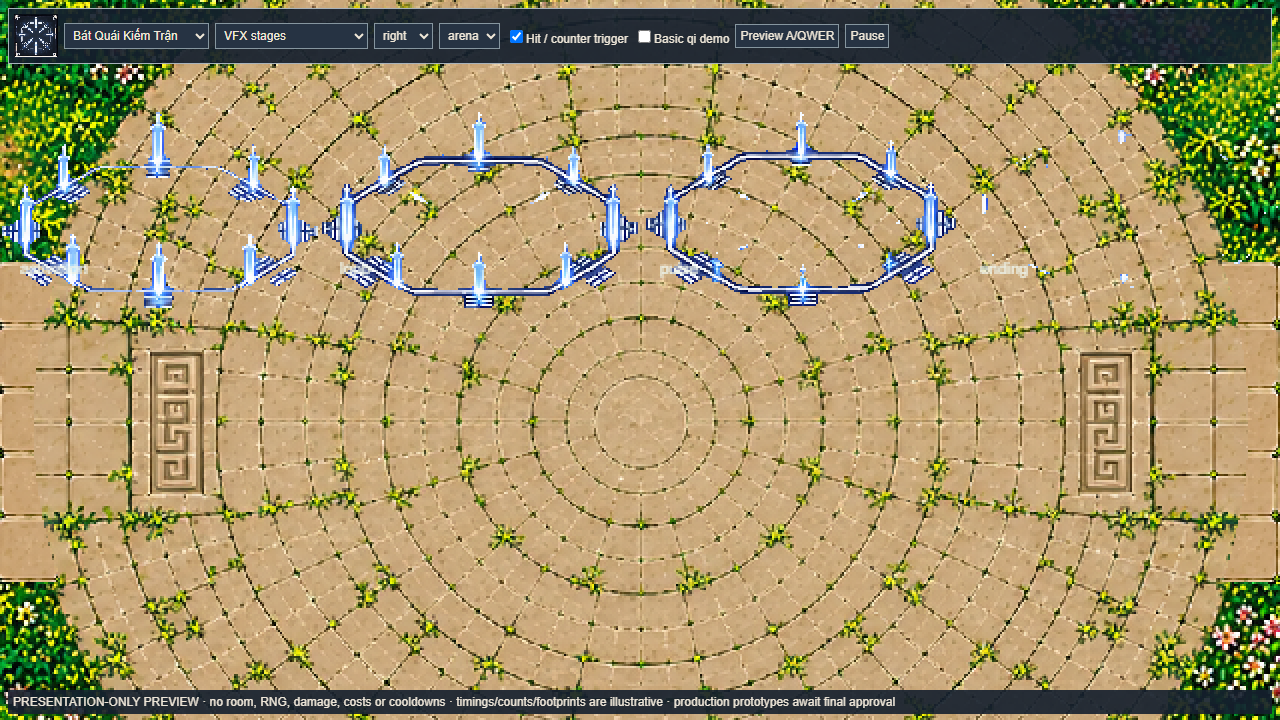 Bát Quái Kiếm Trận
VFX stages
right
arena
Hit / counter trigger
Basic qi demo
Preview A/QWER
Pause
ending
PRESENTATION-ONLY PREVIEW · no room, RNG, damage, costs or cooldowns · timings/counts/footprints are illustrative · production prototypes await final approval